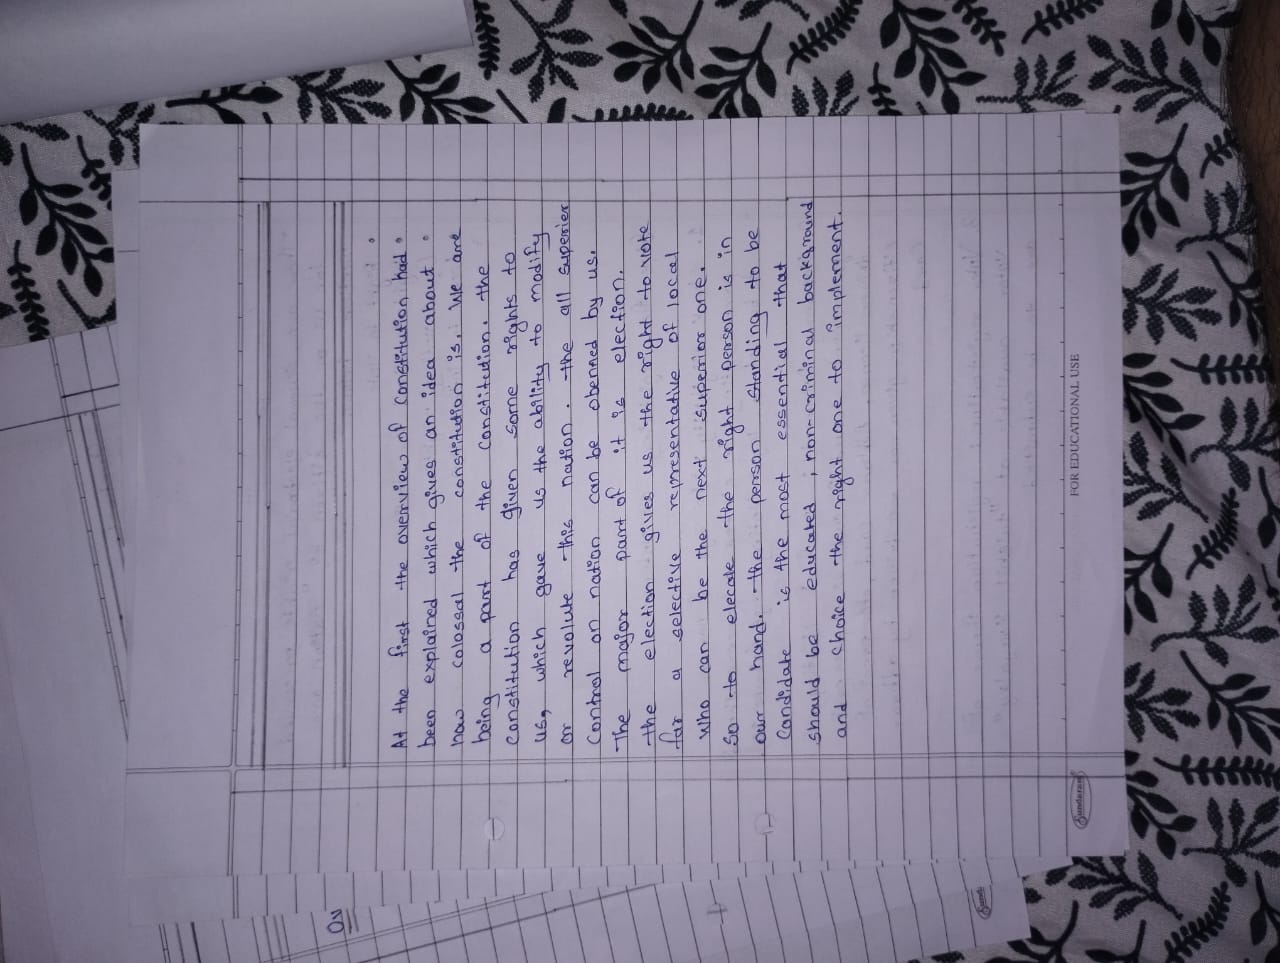 Ov
At the first the overview of constitution had
been explained which gives an idea about
how colossal the constitution is. We are
being a part of the constitution. the
constitution has given some rights to
us, which gave us the ability to modify
or revolute this nation. the all superier
control on nation can be obenned by us.
The major part of it is election.
the election gives us the right to vote
for a selective representative of local
who can be the next superior one.
So to elecate the right person is in
our hand. the person standing to be
Candidate is the most essential that
should be educated, non-criminal background
and choice the right one to implement.
Sundaram
FOR EDUCATIONAL USE